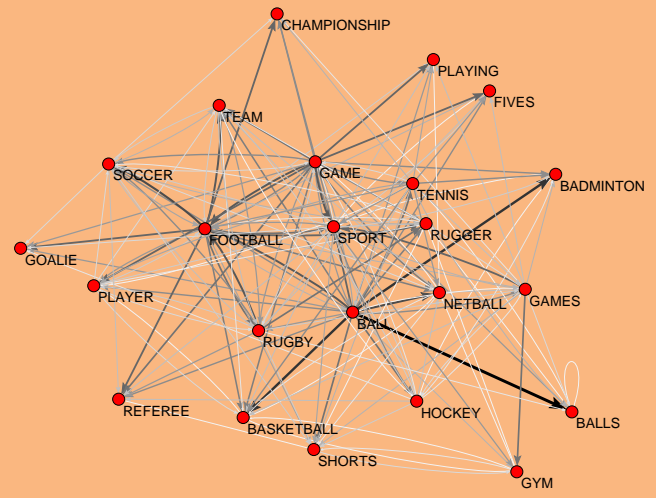 CHAMPIONSHIP
PLAYING
FIVES
TEAM
GAME
SOCCER
BADMINTON
TENNIS
RUGGER
FOOTBALL
SPORT
GOALIE
PLAYER
NETBALL
GAMES
BALL
RUGBY
REFEREE
HOCKEY
BALLS
BASKETBALL
SHORTS
GYM